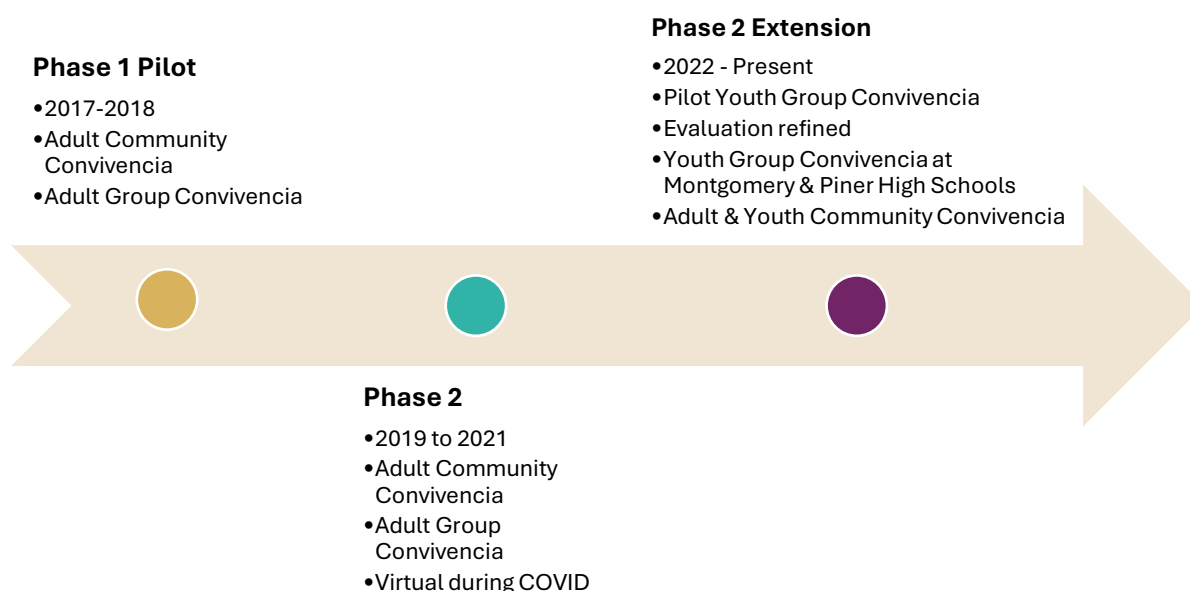 Phase 1 Pilot
•2017-2018
•Adult Community
Convivencia
•Adult Group Convivencia
Phase 2
•2019 to 2021
•Adult Community
Convivencia
•Adult Group
Convivencia
•Virtual during COVID
Phase 2 Extension
•2022 - Present
•Pilot Youth Group Convivencia
•Evaluation refined
•Youth Group Convivencia at
Montgomery & Piner High Schools
•Adult & Youth Community Convivencia